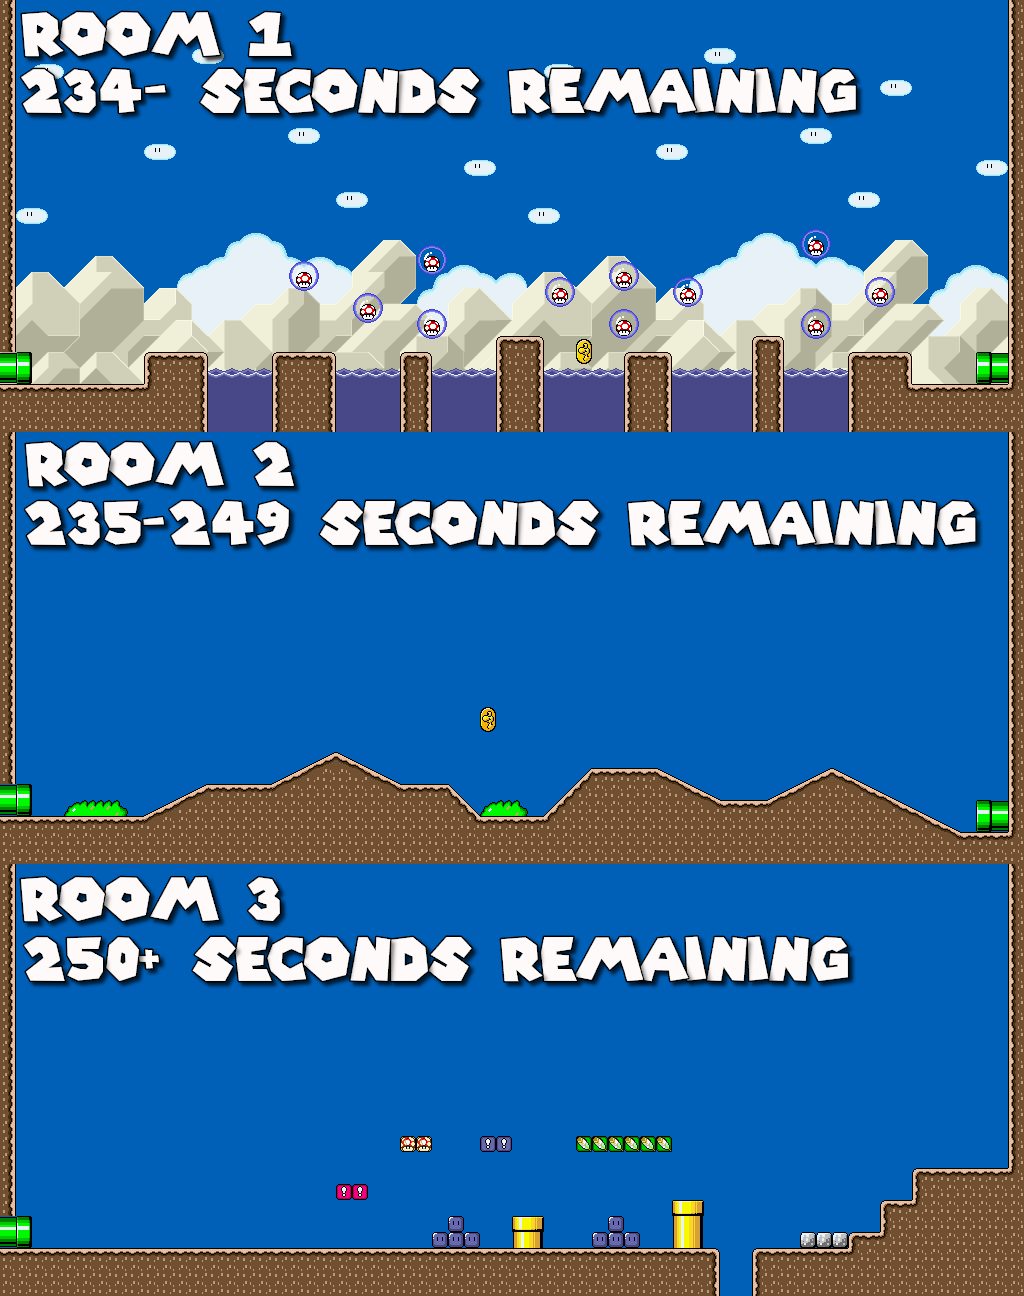 ROOM 1
234- SECONDS REMAINING
ROOM 2
235-249 SECONDS REMAINING
ROOM 3
250+ SECONDS REMAINING